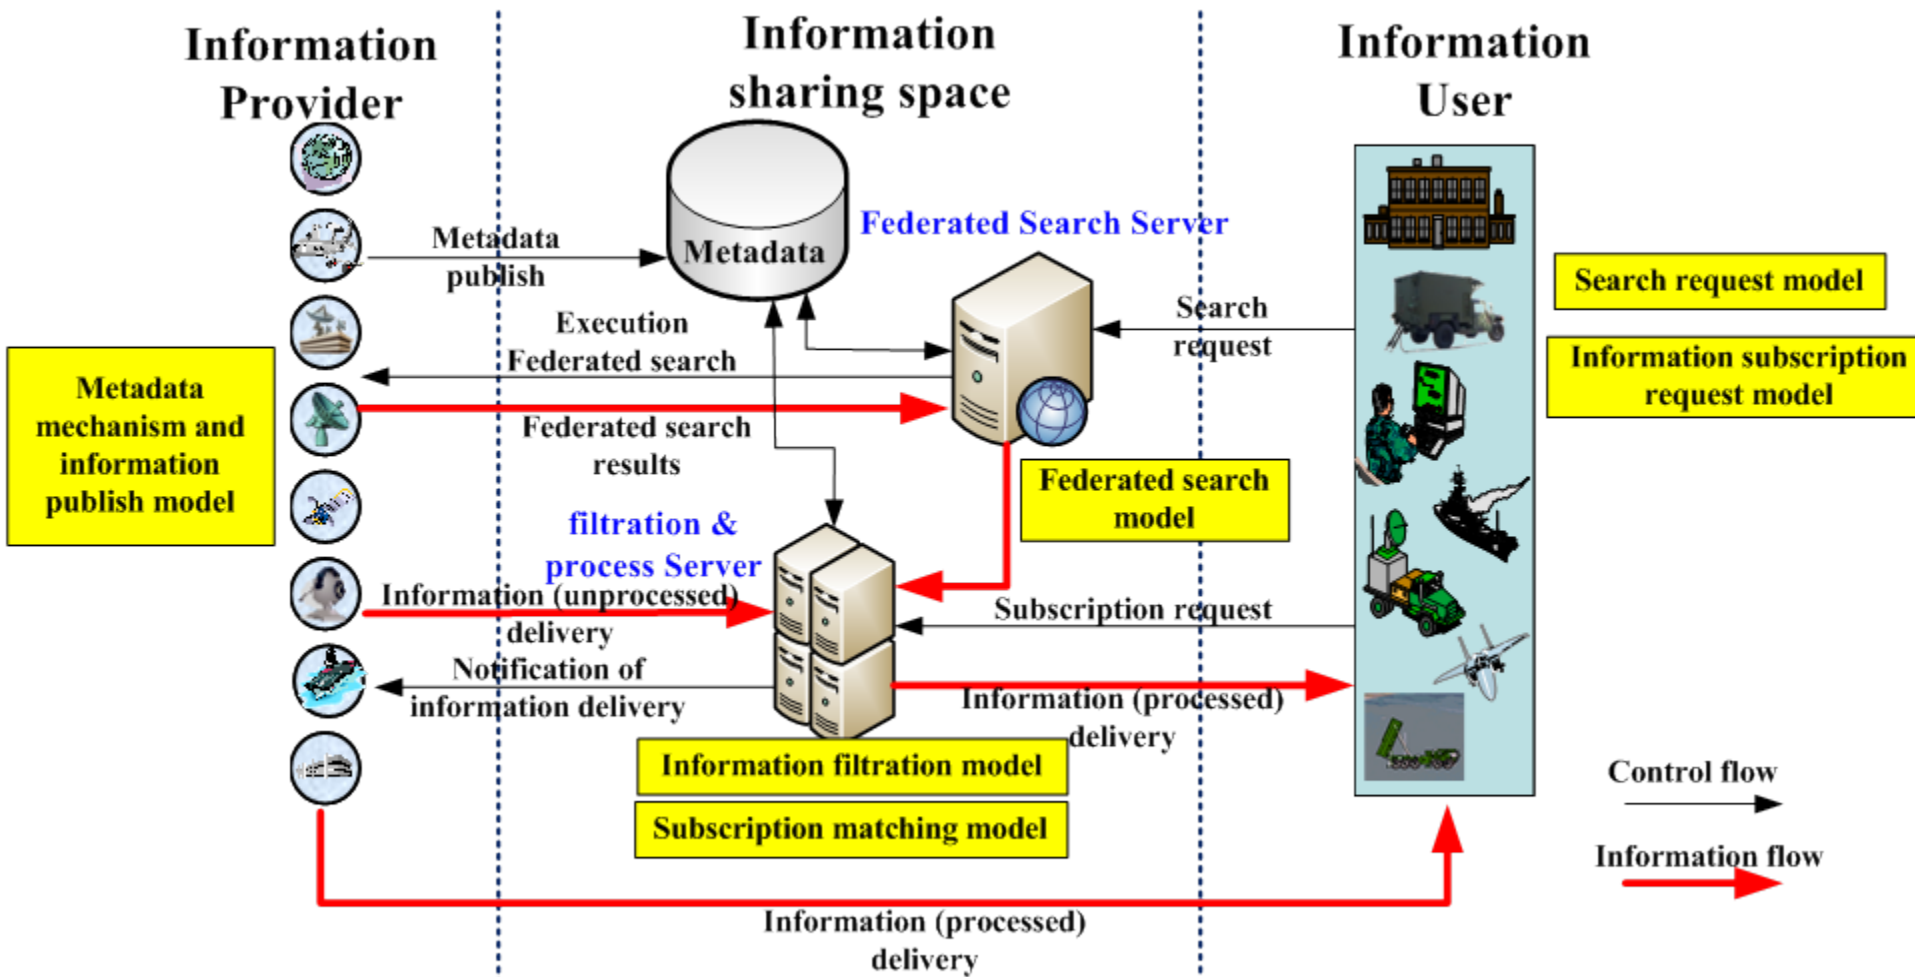 Information
Provider
Information
sharing space
Information
User
Metadata
publish
Metadata
Federated Search Server
Search
request
Search request model
Information subscription
request model
Execution
Federated search
Metadata
mechanism and
information
publish model
Federated search
results
Federated search
model
filtration &
process Server
Information (unprocessed)
delivery
Subscription request
Notification of
information delivery
Information (processed)
delivery
Information filtration model
Subscription matching model
Control flow
Information flow
Information (processed)
delivery